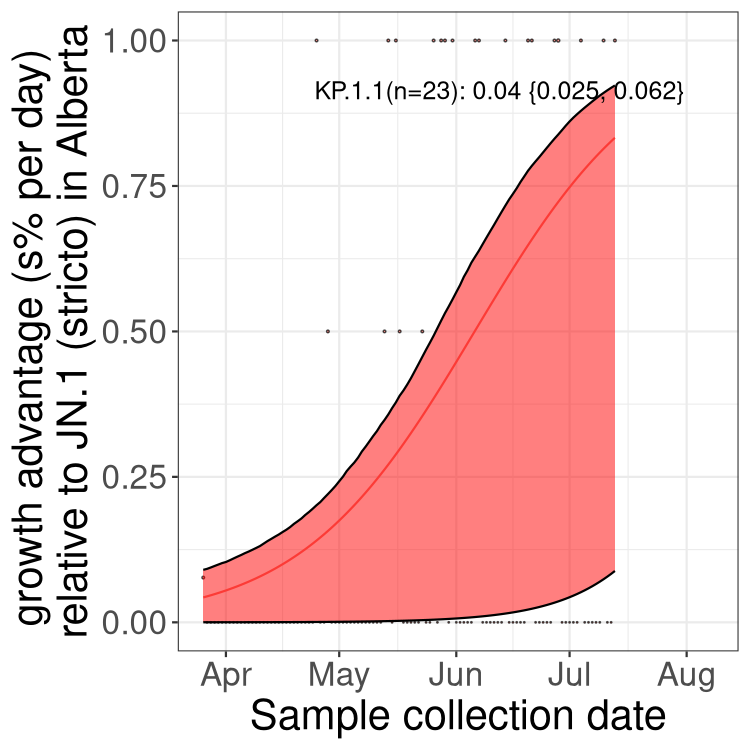 growth advantage (s% per day)
relative to JN.1 (stricto) in Alberta
1.00
0.75
0.50
0.25
0.00
KP.1.1(n=23): 0.04 {0.025, 0.062}
Apr May Jun Jul Aug
Sample collection date